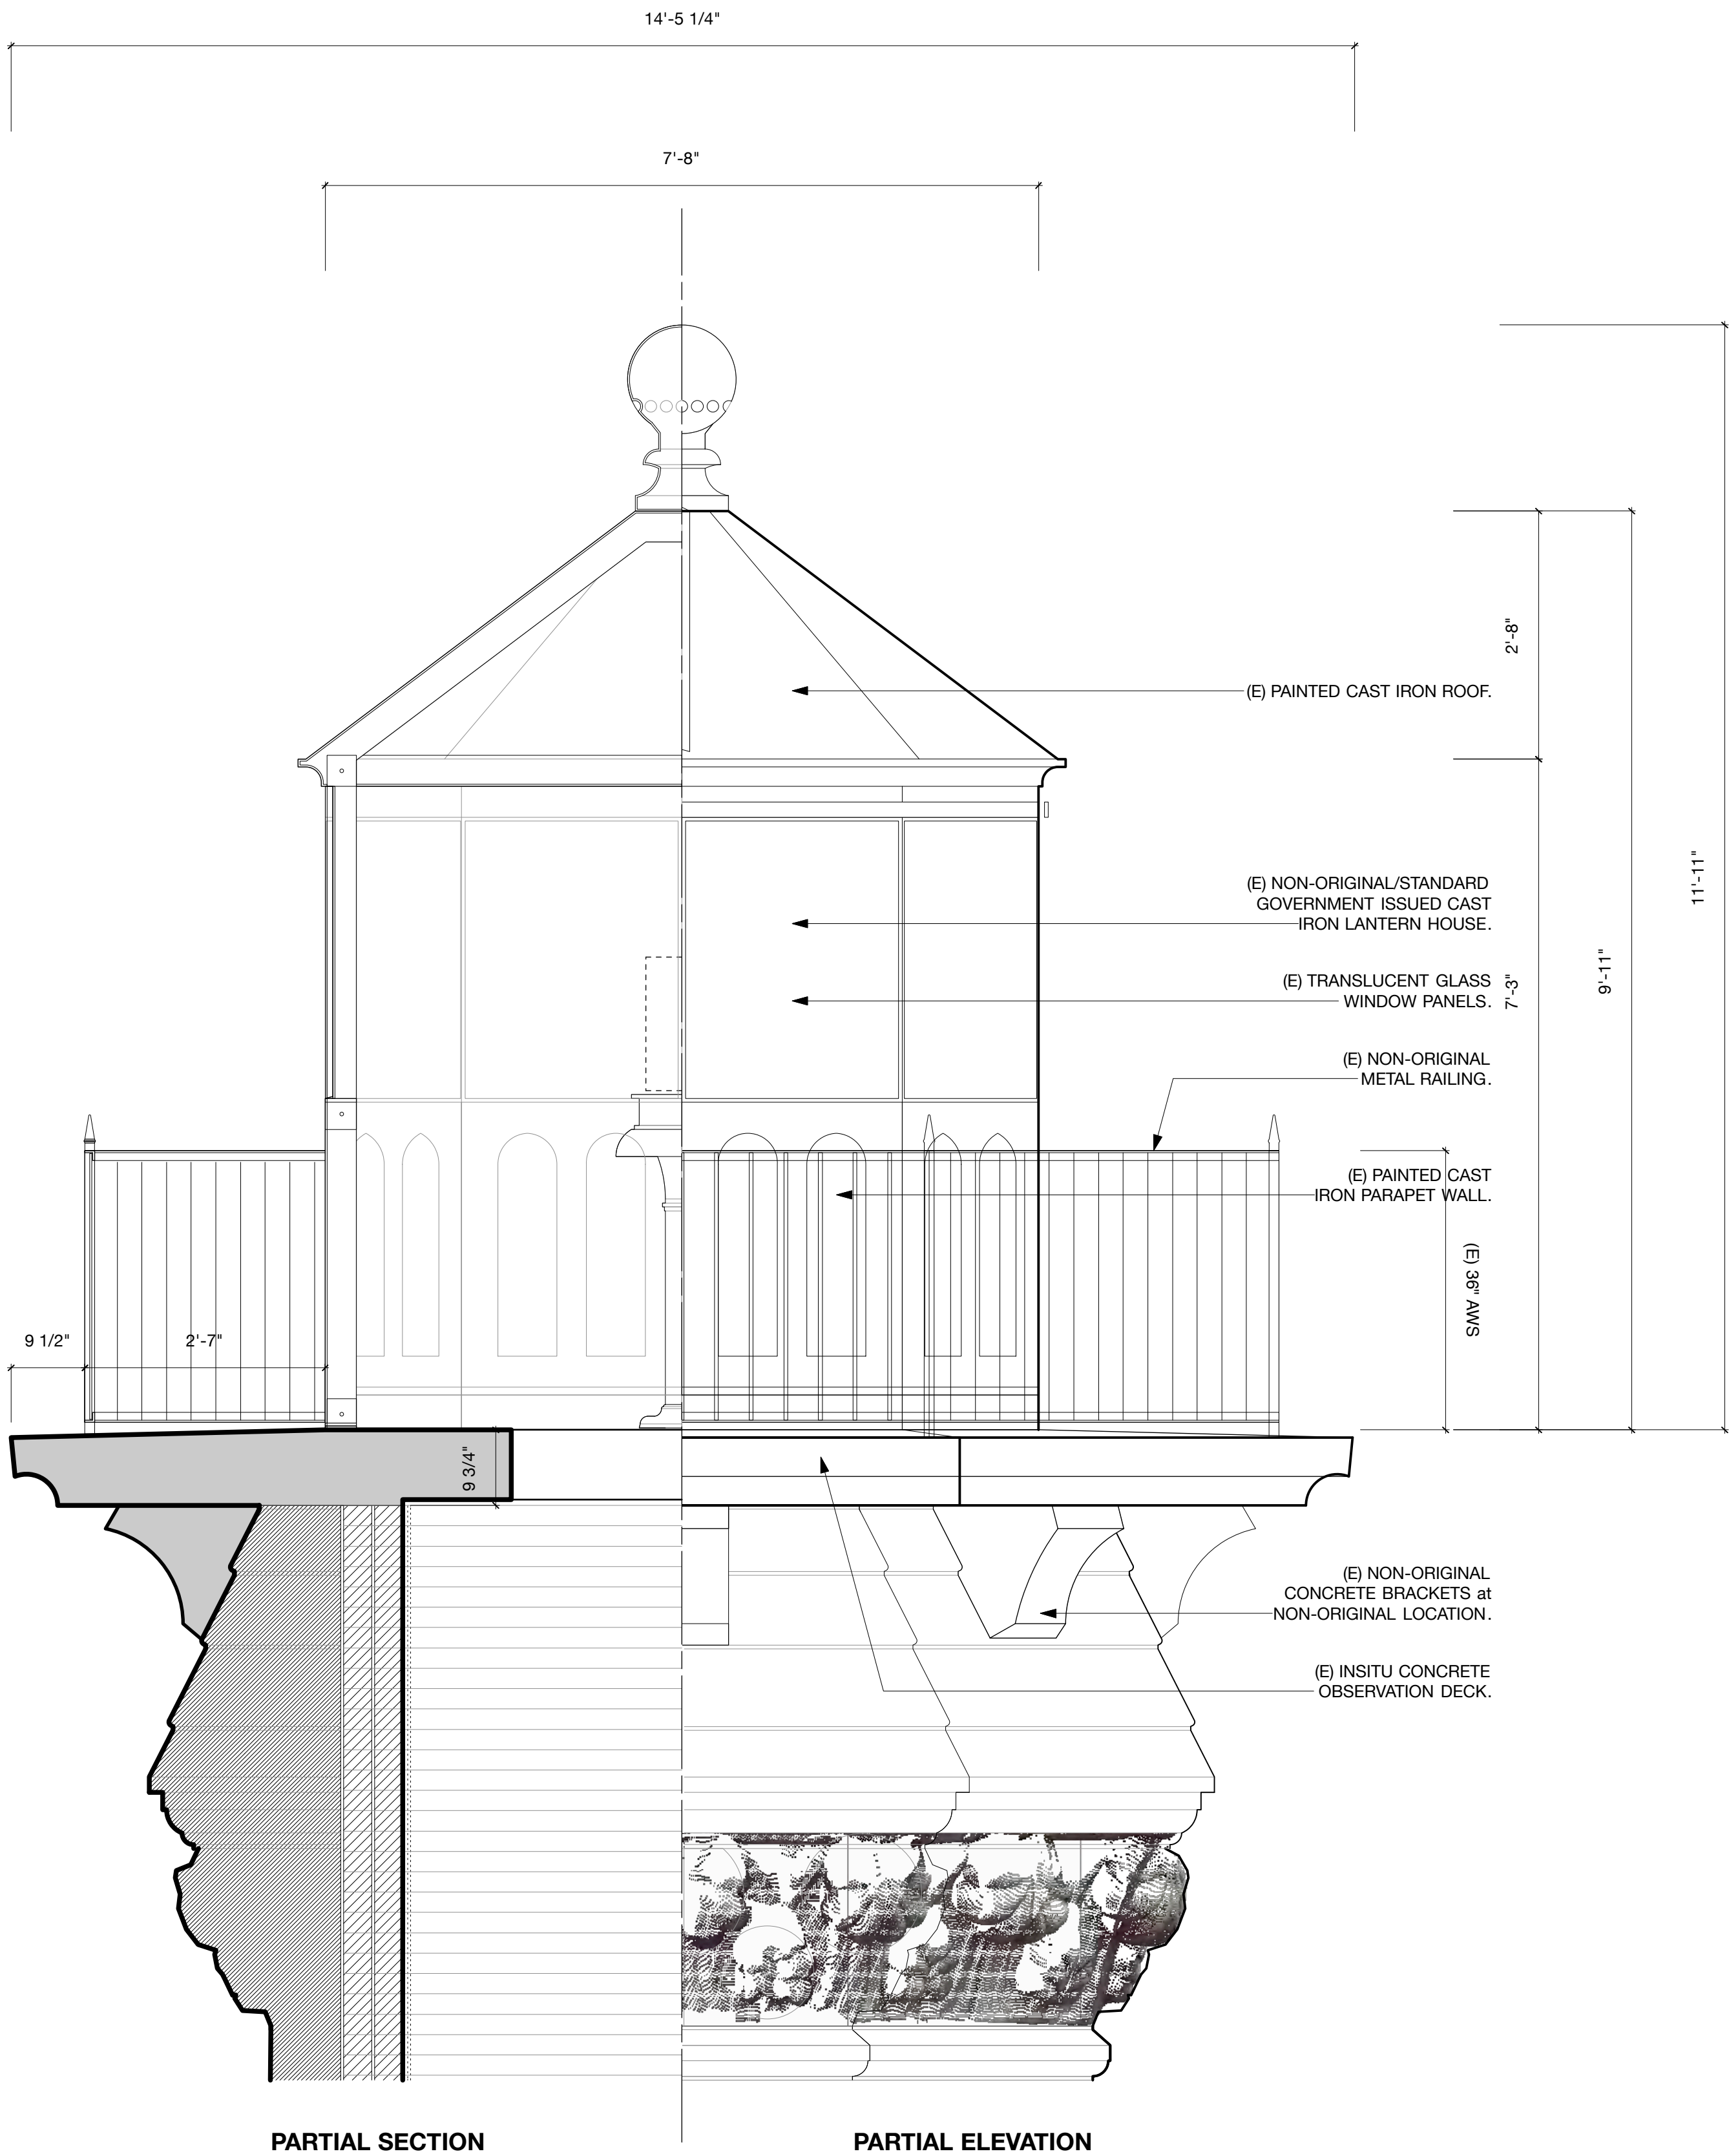 14'-5 1/4"
7'-8"
2'-8"
(E) PAINTED CAST IRON ROOF.
11'-11"
(E) NON-ORIGINAL/STANDARD
GOVERNMENT ISSUED CAST
IRON LANTERN HOUSE.
9'-11"
(E) TRANSLUCENT GLASS
WINDOW PANELS.
7'-3"
(E) NON-ORIGINAL
METAL RAILING.
(E) PAINTED CAST
IRON PARAPET WALL.
(E) 36" AWS
9 1/2"
2'-7"
9 3/4"
(E) NON-ORIGINAL
CONCRETE BRACKETS at
NON-ORIGINAL LOCATION.
(E) INSITU CONCRETE
OBSERVATION DECK.
PARTIAL SECTION
PARTIAL ELEVATION